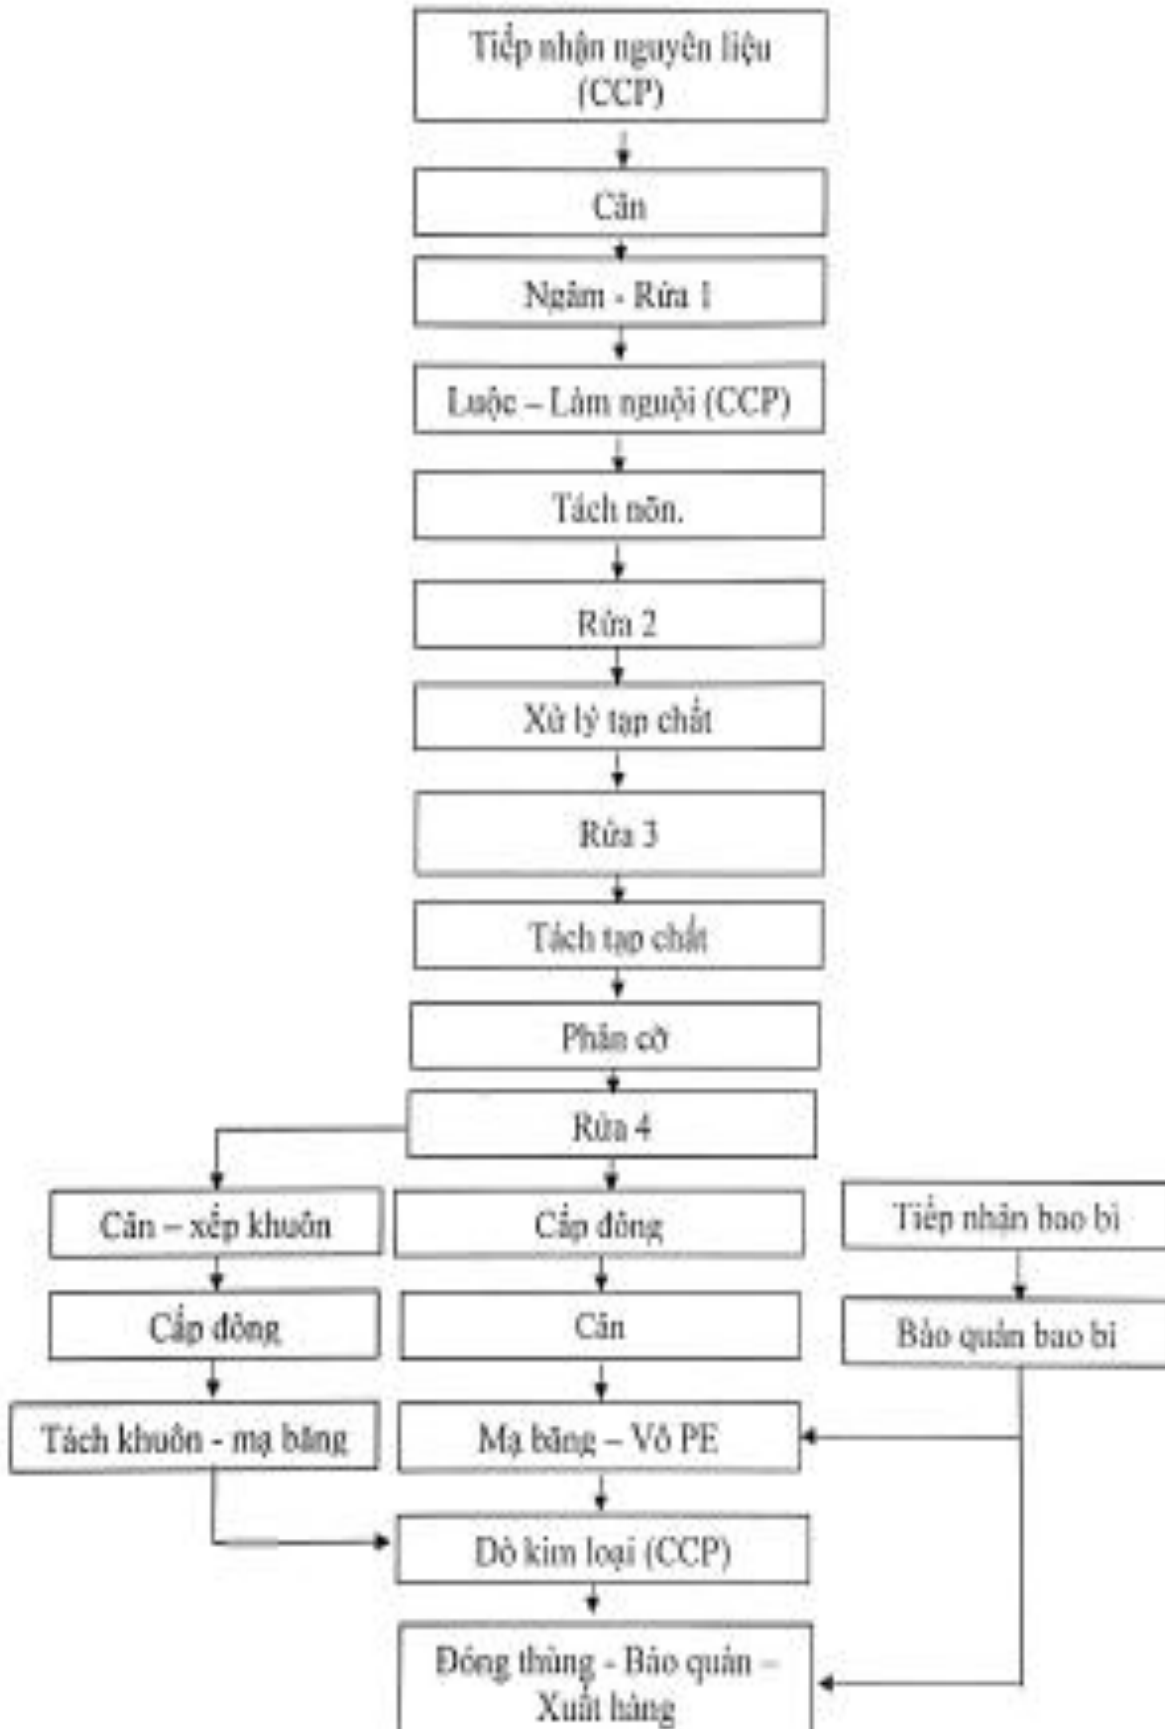 Tiếp nhận nguyên liệu
(CCP)
Cân
Ngâm - Rửa 1
Luộc – Làm nguội (CCP)
Tách nõn.
Rửa 2
Xử lý tạp chất
Rửa 3
Tách tạp chất
Phân cỡ
Rửa 4
Cân – xếp khuôn
Cấp đông
Tiếp nhận bao bì
Cấp đông
Cân
Bảo quản bao bì
Tách khuôn - mạ băng
Mạ băng – Vô PE
Dò kim loại (CCP)
Đóng thùng - Bảo quản –
Xuất hàng